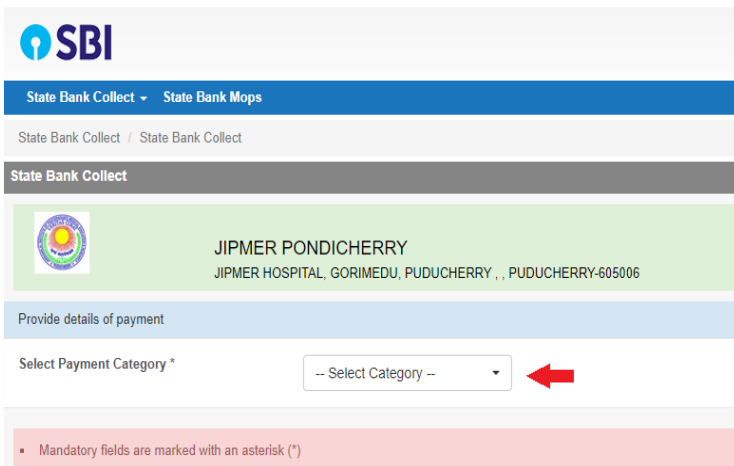 SBI
State Bank Collect State Bank Mops
State Bank Collect / State Bank Collect
State Bank Collect
JIPMER PONDICHERRY
JIPMER HOSPITAL, GORIMEDU, PUDUCHERRY , , PUDUCHERRY-605006
Provide details of payment
Select Payment Category *
-- Select Category --
Mandatory fields are marked with an asterisk (*)